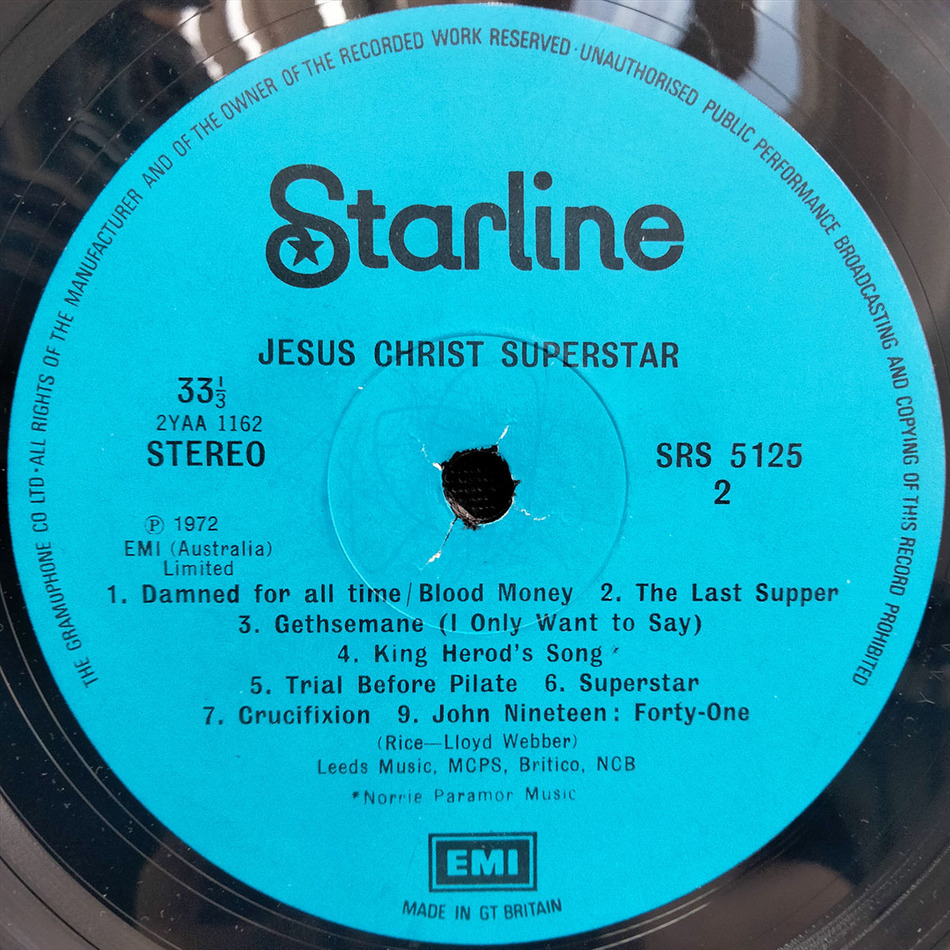 THE GRAMOPHONE CO LTD · ALL RIGHTS OF THE MANUFACTURER AND OF THE OWNER OF THE RECORDED WORK RESERVED · UNAUTHORISED PUBLIC PERFORMANCE BROADCASTING AND COPYING OF THIS RECORD PROHIBITED
Starline
JESUS CHRIST SUPERSTAR
33⅓
2YAA 1162
STEREO
SRS 5125
2
Ⓟ 1972
EMI (Australia)
Limited
1. Damned for all time/Blood Money 2. The Last Supper
3. Gethsemane (I Only Want to Say)
4. King Herod's Song*
5. Trial Before Pilate 6. Superstar
7. Crucifixion 9. John Nineteen: Forty-One
(Rice—Lloyd Webber)
Leeds Music, MCPS, Britico, NCB
*Norrie Paramor Music
EMI
MADE IN GT BRITAIN